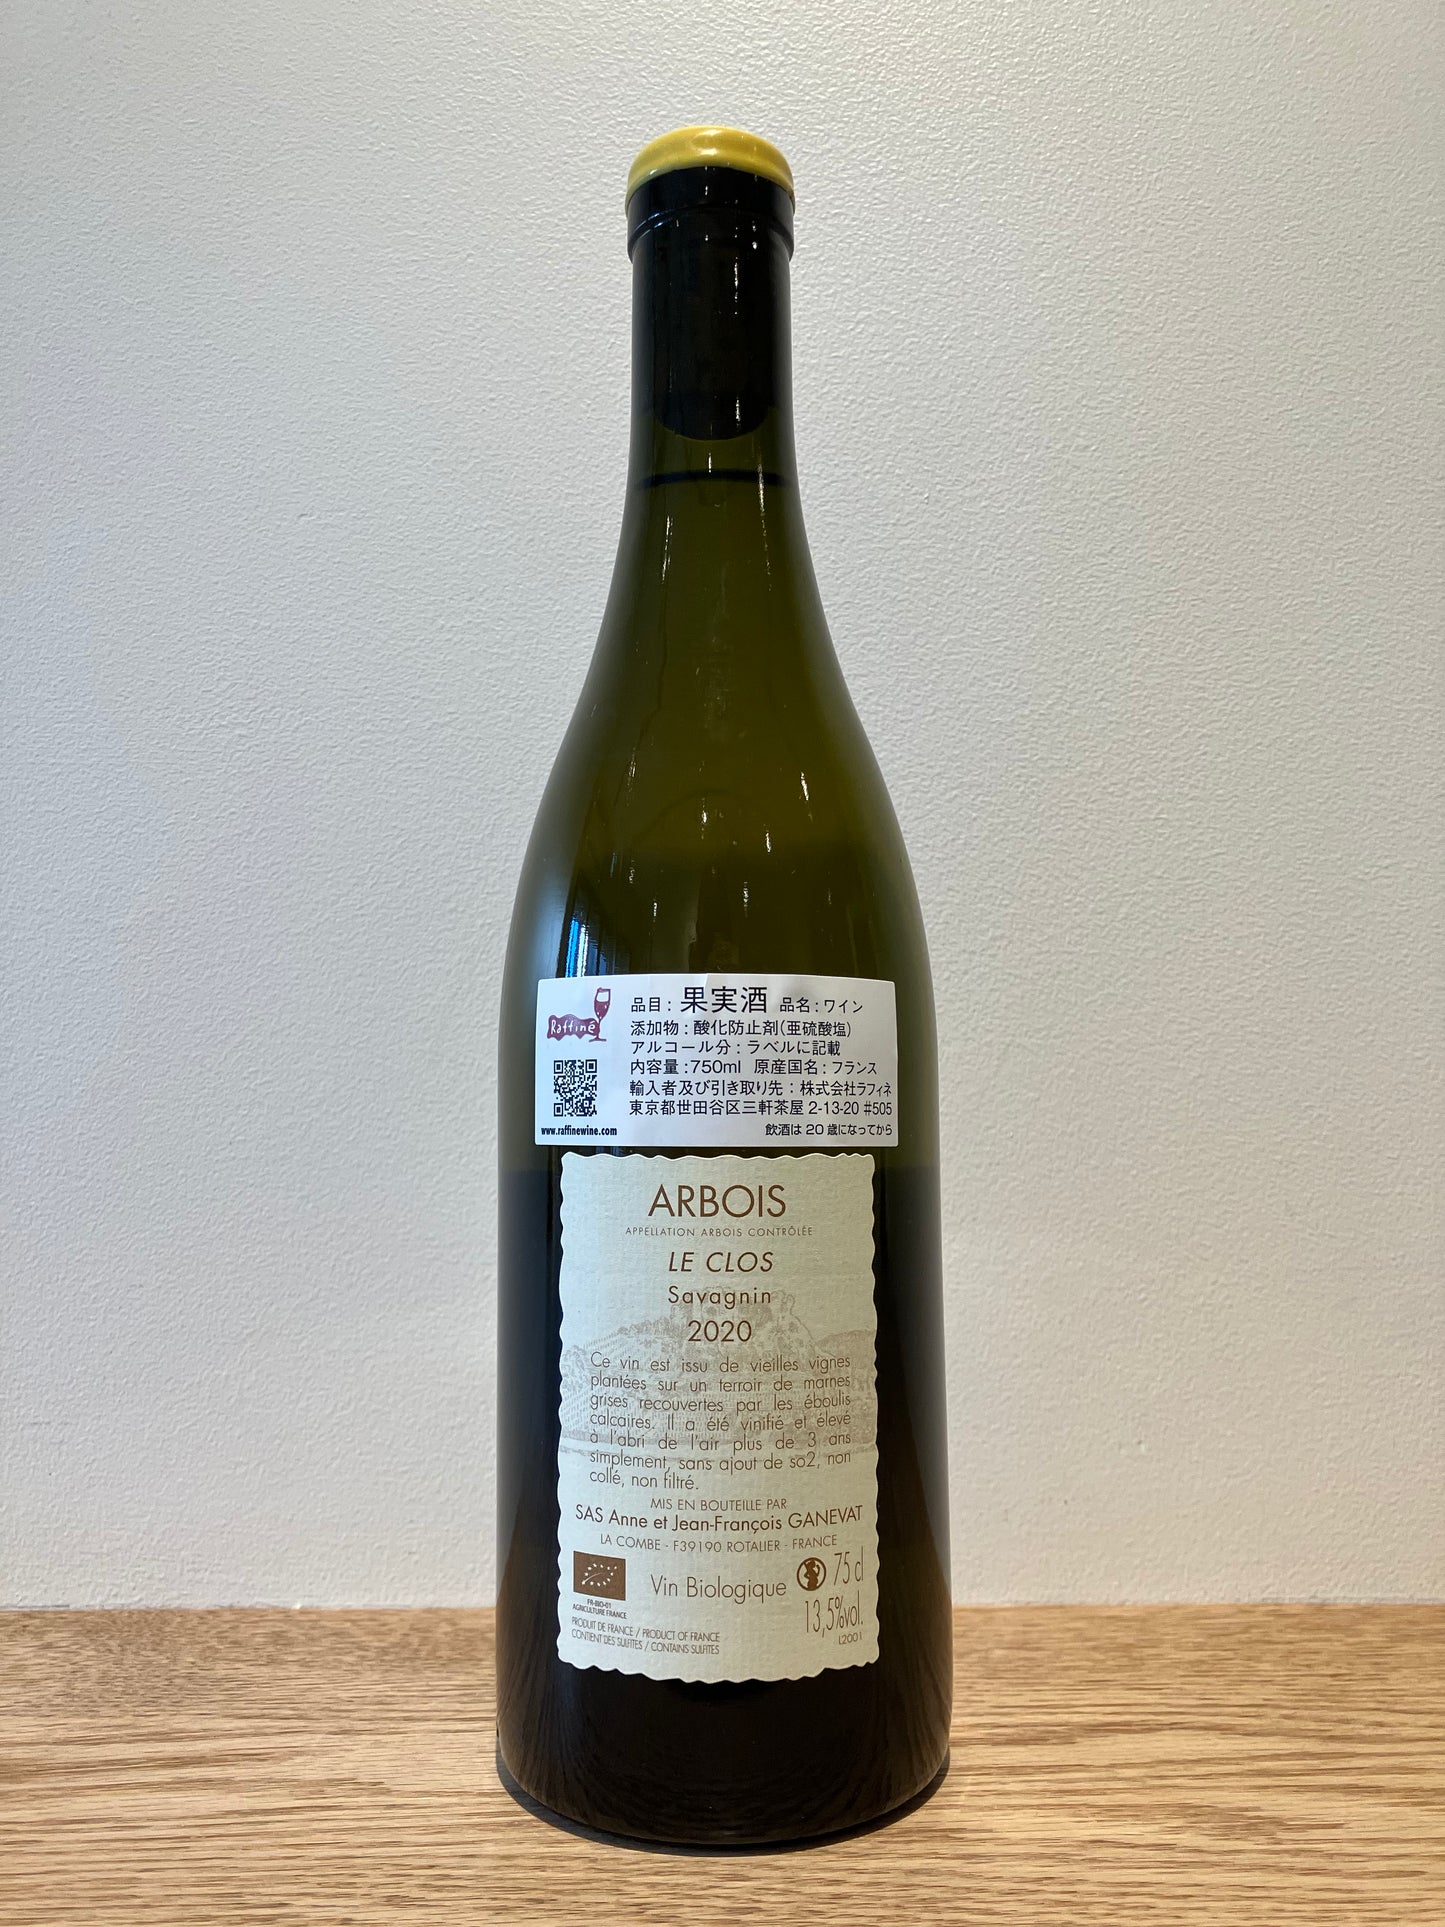 Raffiné
品目 : 果実酒 品名 : ワイン
添加物 : 酸化防止剤(亜硫酸塩)
アルコール分 : ラベルに記載
内容量 : 750ml 原産国名 : フランス
輸入者及び引き取り先 : 株式会社ラフィネ
東京都世田谷区三軒茶屋 2-13-20 #505
www.raffinewine.com
飲酒は 20 歳になってから
ARBOIS
APPELLATION ARBOIS CONTRÔLÉE
LE CLOS
Savagnin
2020
Ce vin est issu de vieilles vignes
plantées sur un terroir de marnes
grises recouvertes par les éboulis
calcaires. Il a été vinifié et élevé
à l'abri de l'air plus de 3 ans
simplement, sans ajout de so2, non
collé, non filtré.
MIS EN BOUTEILLE PAR
SAS Anne et Jean-François GANEVAT
LA COMBE - F39190 ROTALIER - FRANCE
Vin Biologique
75 cl
13,5%vol.
L2001
FR-BIO-01
AGRICULTURE FRANCE
PRODUIT DE FRANCE / PRODUCT OF FRANCE
CONTIENT DES SULFITES / CONTAINS SULFITES